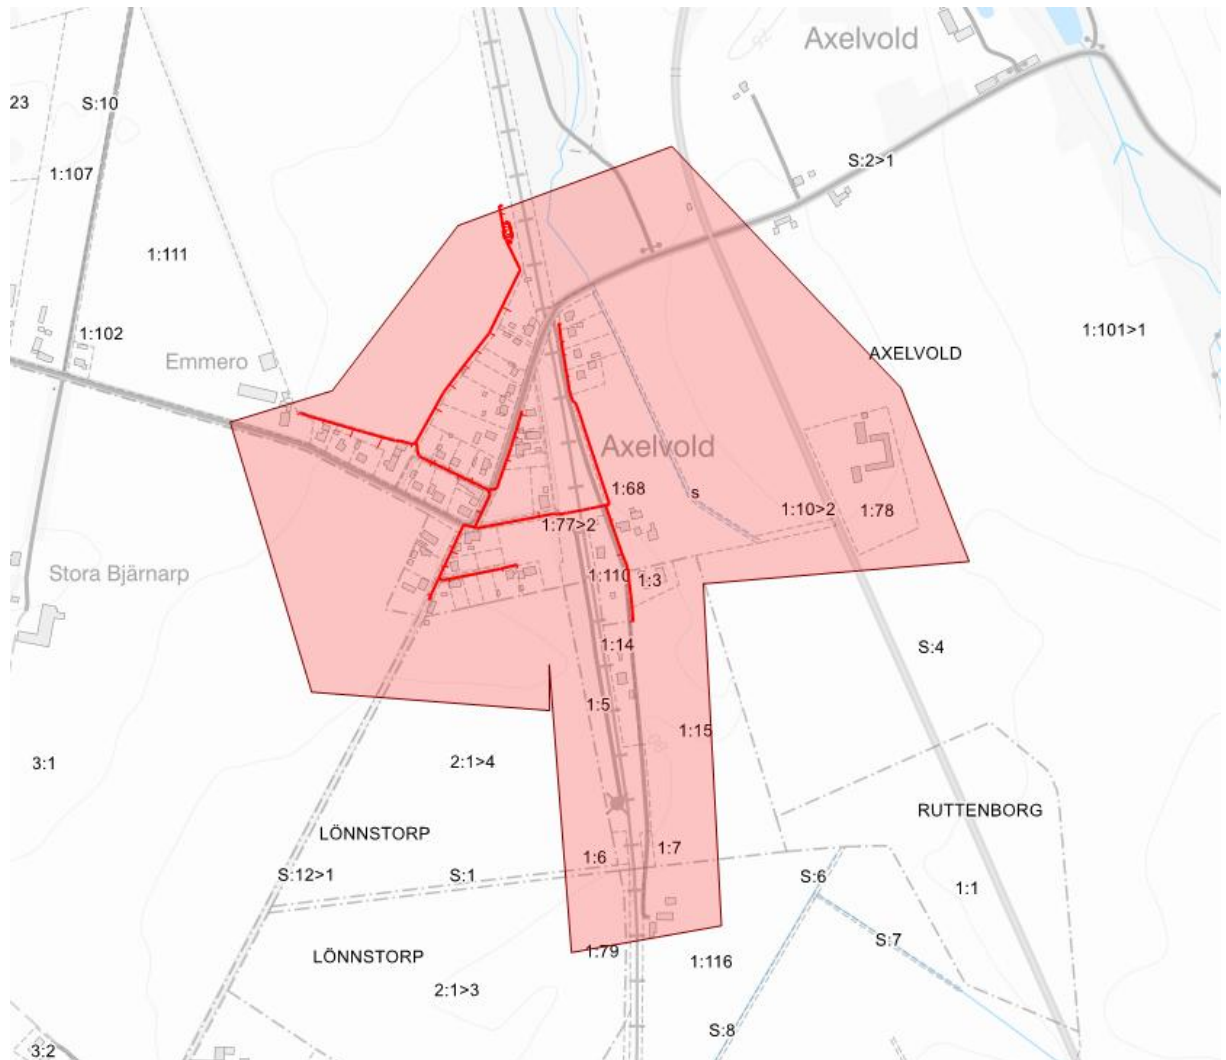 Axelvold
23
S:10
S:2>1
1:107
1:111
1:102
1:101>1
Emmero
AXELVOLD
Axelvold
1:68
s
1:10>2
1:78
1:77>2
Stora Bjärnarp
1:110
1:3
1:14
S:4
1:5
1:15
3:1
2:1>4
RUTTENBORG
LÖNNSTORP
1:6
1:7
S:12>1
S:1
S:6
1:1
S:7
LÖNNSTORP
1:79
1:116
2:1>3
S:8
3:2